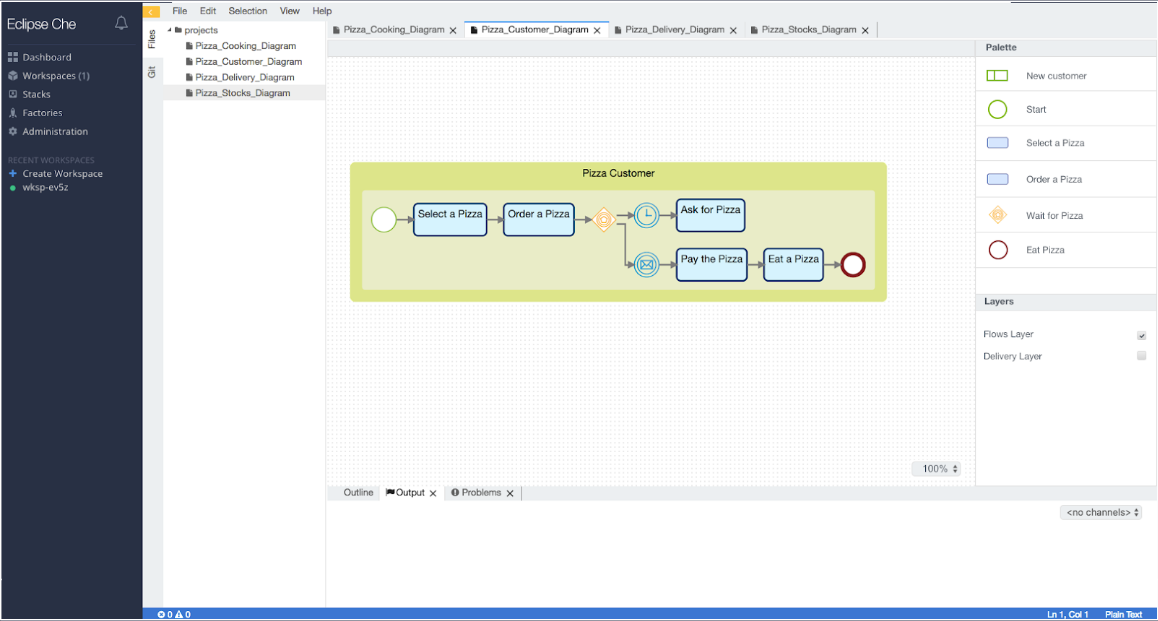 Eclipse Che
Dashboard
Workspaces (1)
Stacks
Factories
Administration
RECENT WORKSPACES
Create Workspace
wksp-ev5z
File Edit Selection View Help
Files
Git
projects
Pizza_Cooking_Diagram
Pizza_Customer_Diagram
Pizza_Delivery_Diagram
Pizza_Stocks_Diagram
Pizza_Cooking_Diagram Pizza_Customer_Diagram Pizza_Delivery_Diagram Pizza_Stocks_Diagram
Pizza Customer
Select a Pizza
Order a Pizza
Ask for Pizza
Pay the Pizza
Eat a Pizza
100%
Palette
New customer
Start
Select a Pizza
Order a Pizza
Wait for Pizza
Eat Pizza
Layers
Flows Layer
Delivery Layer
Outline Output Problems
<no channels>
0 0
Ln 1, Col 1 Plain Text